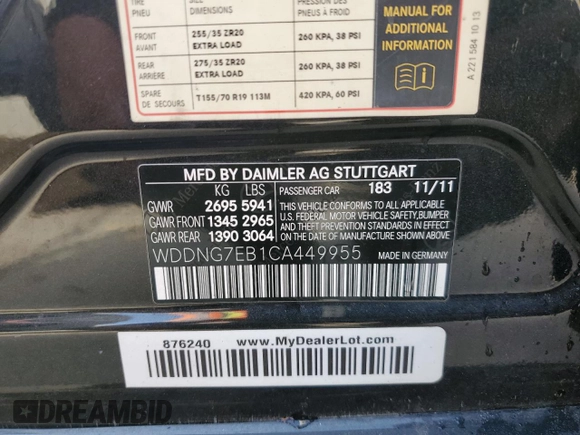 TIRE SIZE PRESSION DES
PNEU DIMENSIONS PNEUS À FROID
FRONT 255/35 ZR20 260 KPA, 38 PSI
AVANT EXTRA LOAD
REAR 275/35 ZR20 260 KPA, 38 PSI
ARRIÈRE EXTRA LOAD
SPARE T155/70 R19 113M 420 KPA, 60 PSI
DE SECOURS
MANUAL FOR
ADDITIONAL
INFORMATION
A 221 584 10 13
MFD BY DAIMLER AG STUTTGART
KG LBS PASSENGER CAR 183 11/11
GVWR 2695 5941
GAWR FRONT 1345 2965
GAWR REAR 1390 3064
THIS VEHICLE CONFORMS TO ALL APPLICABLE
U.S. FEDERAL MOTOR VEHICLE SAFETY, BUMPER
AND THEFT PREVENTION STANDARDS IN EFFECT
ON THE DATE OF MANUFACTURE SHOWN ABOVE.
WDDNG7EB1CA449955
MADE IN GERMANY
876240 www.MyDealerLot.com
DREAMBID